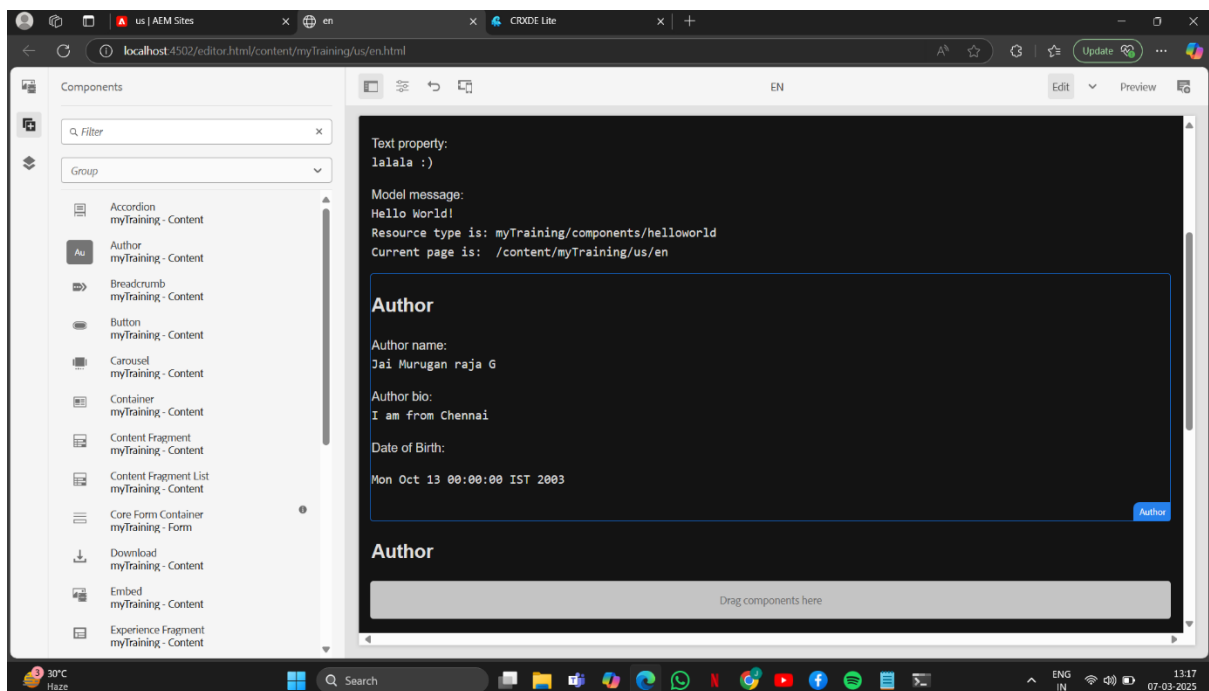 us | AEM Sites
en
CRXDE Lite
localhost:4502/editor.html/content/myTraining/us/en.html
Update
Components
EN
Edit
Preview
Filter
Group
Accordion
myTraining - Content
Au
Author
myTraining - Content
Breadcrumb
myTraining - Content
Button
myTraining - Content
Carousel
myTraining - Content
Container
myTraining - Content
Content Fragment
myTraining - Content
Content Fragment List
myTraining - Content
Core Form Container
myTraining - Form
Download
myTraining - Content
Embed
myTraining - Content
Experience Fragment
myTraining - Content
Text property:
lalala :)
Model message:
Hello World!
Resource type is: myTraining/components/helloworld
Current page is:  /content/myTraining/us/en
Author
Author name:
Jai Murugan raja G
Author bio:
I am from Chennai
Date of Birth:
Mon Oct 13 00:00:00 IST 2003
Author
Author
Drag components here
3
30°C
Haze
Search
ENG
IN
13:17
07-03-2025